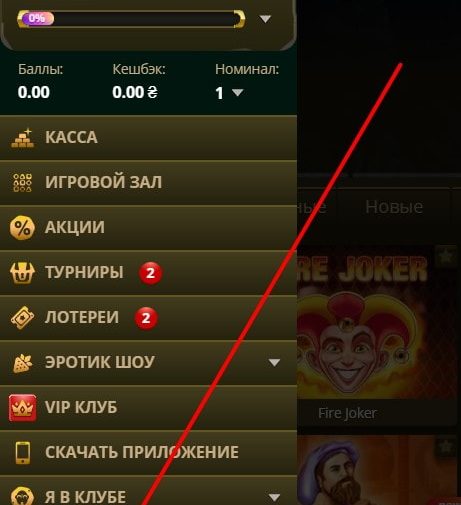 0%
Баллы: Кешбэк: Номинал:
0.00 0.00 ₴ 1
КАССА
ИГРОВОЙ ЗАЛ
АКЦИИ
ТУРНИРЫ 2
ЛОТЕРЕИ 2
ЭРОТИК ШОУ
VIP КЛУБ
СКАЧАТЬ ПРИЛОЖЕНИЕ
Я В КЛУБЕ
ные Новые
RE JOKER
Fire Joker